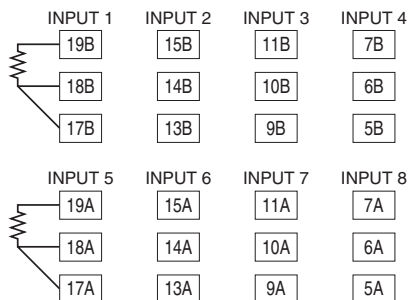 INPUT 1 INPUT 2 INPUT 3 INPUT 4
19B 15B 11B 7B
18B 14B 10B 6B
17B 13B 9B 5B
INPUT 5 INPUT 6 INPUT 7 INPUT 8
19A 15A 11A 7A
18A 14A 10A 6A
17A 13A 9A 5A